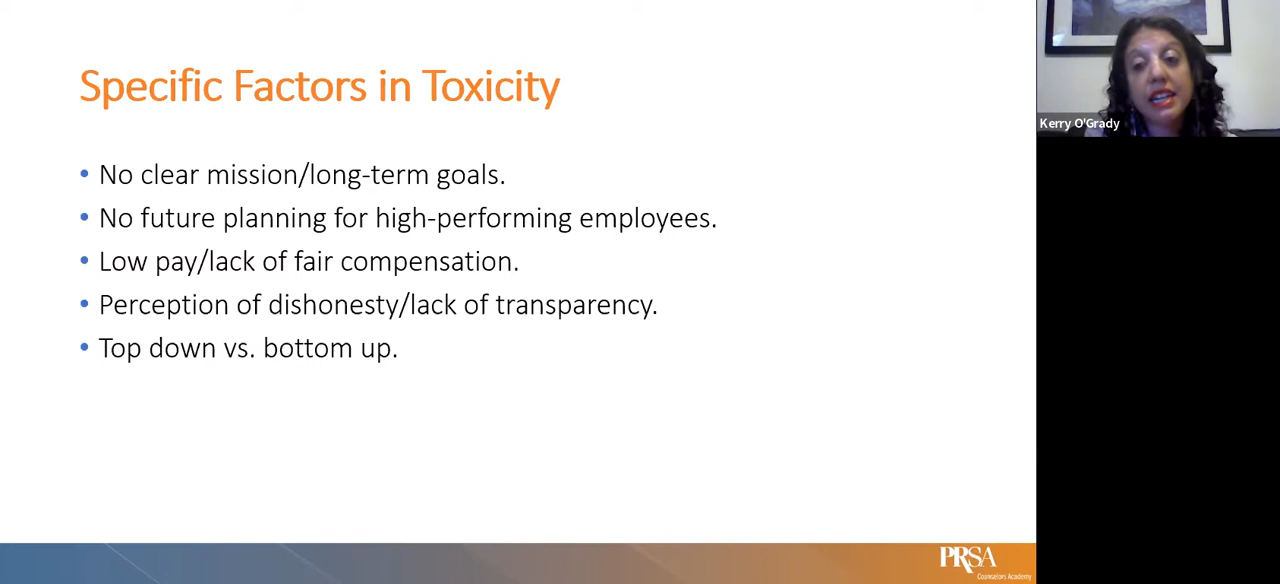 Specific Factors in Toxicity
• No clear mission/long-term goals.
• No future planning for high-performing employees.
• Low pay/lack of fair compensation.
• Perception of dishonesty/lack of transparency.
• Top down vs. bottom up.
Kerry O'Grady
PRSA
Counselors Academy